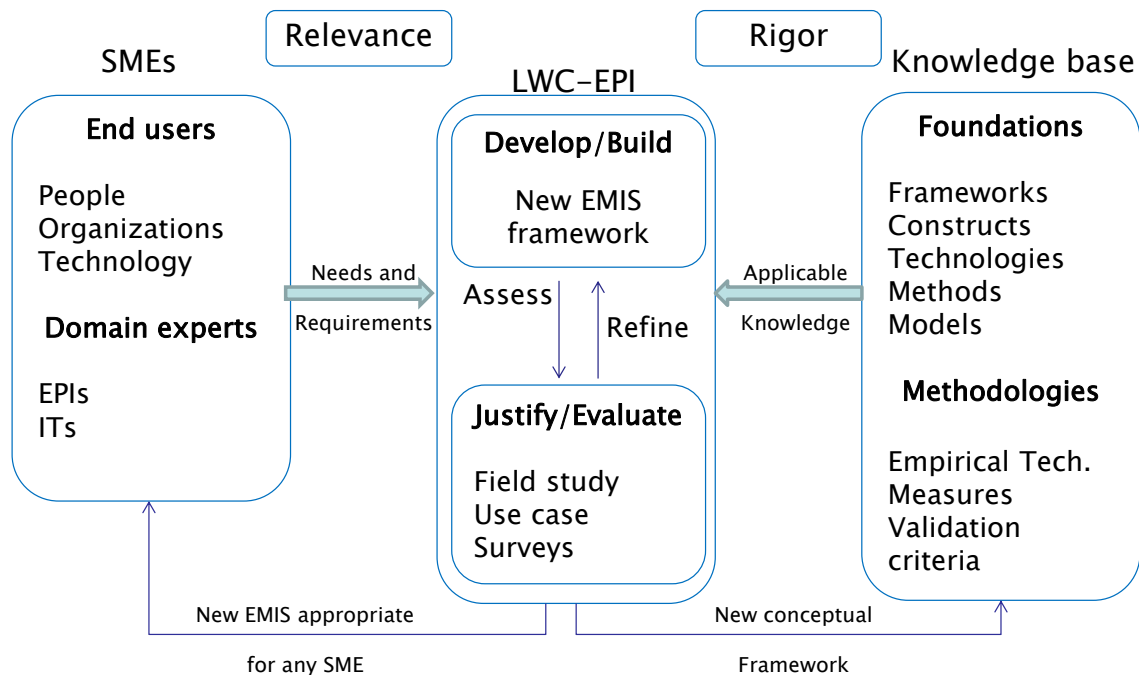 Relevance
Rigor
SMEs
End users
People
Organizations
Technology
Domain experts
EPIs
ITs
Needs and
Requirements
LWC-EPI
Develop/Build
New EMIS
framework
Assess
Refine
Justify/Evaluate
Field study
Use case
Surveys
Applicable
Knowledge
Knowledge base
Foundations
Frameworks
Constructs
Technologies
Methods
Models
Methodologies
Empirical Tech.
Measures
Validation
criteria
New EMIS appropriate
for any SME
New conceptual
Framework